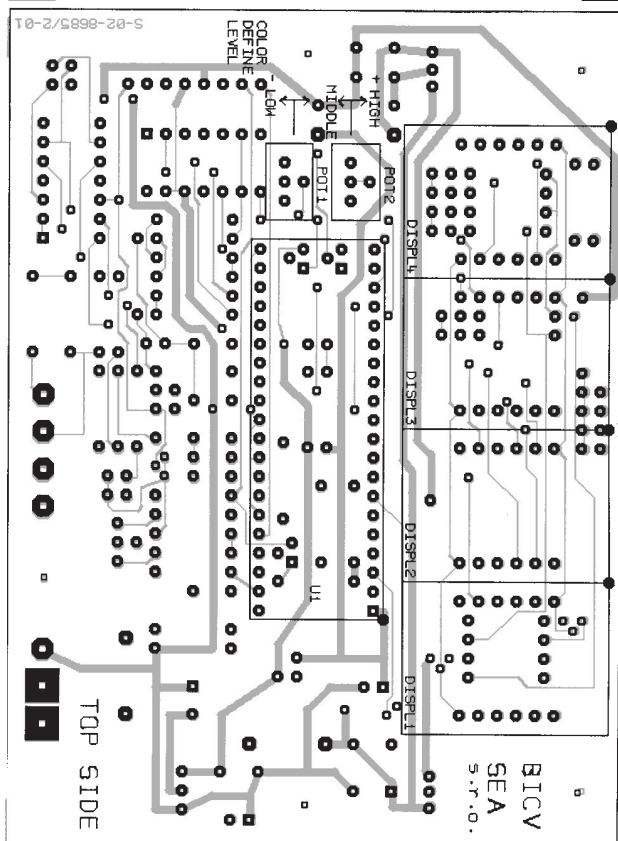 S-02-8685/2-01
COLOR
DEFINE
LEVEL
- LOW
MIDDLE
+ HIGH
POT1
POT2
DISPL4
DISPL3
DISPL2
DISPL1
U1
TOP SIDE
BICV
SEA
s.r.o.